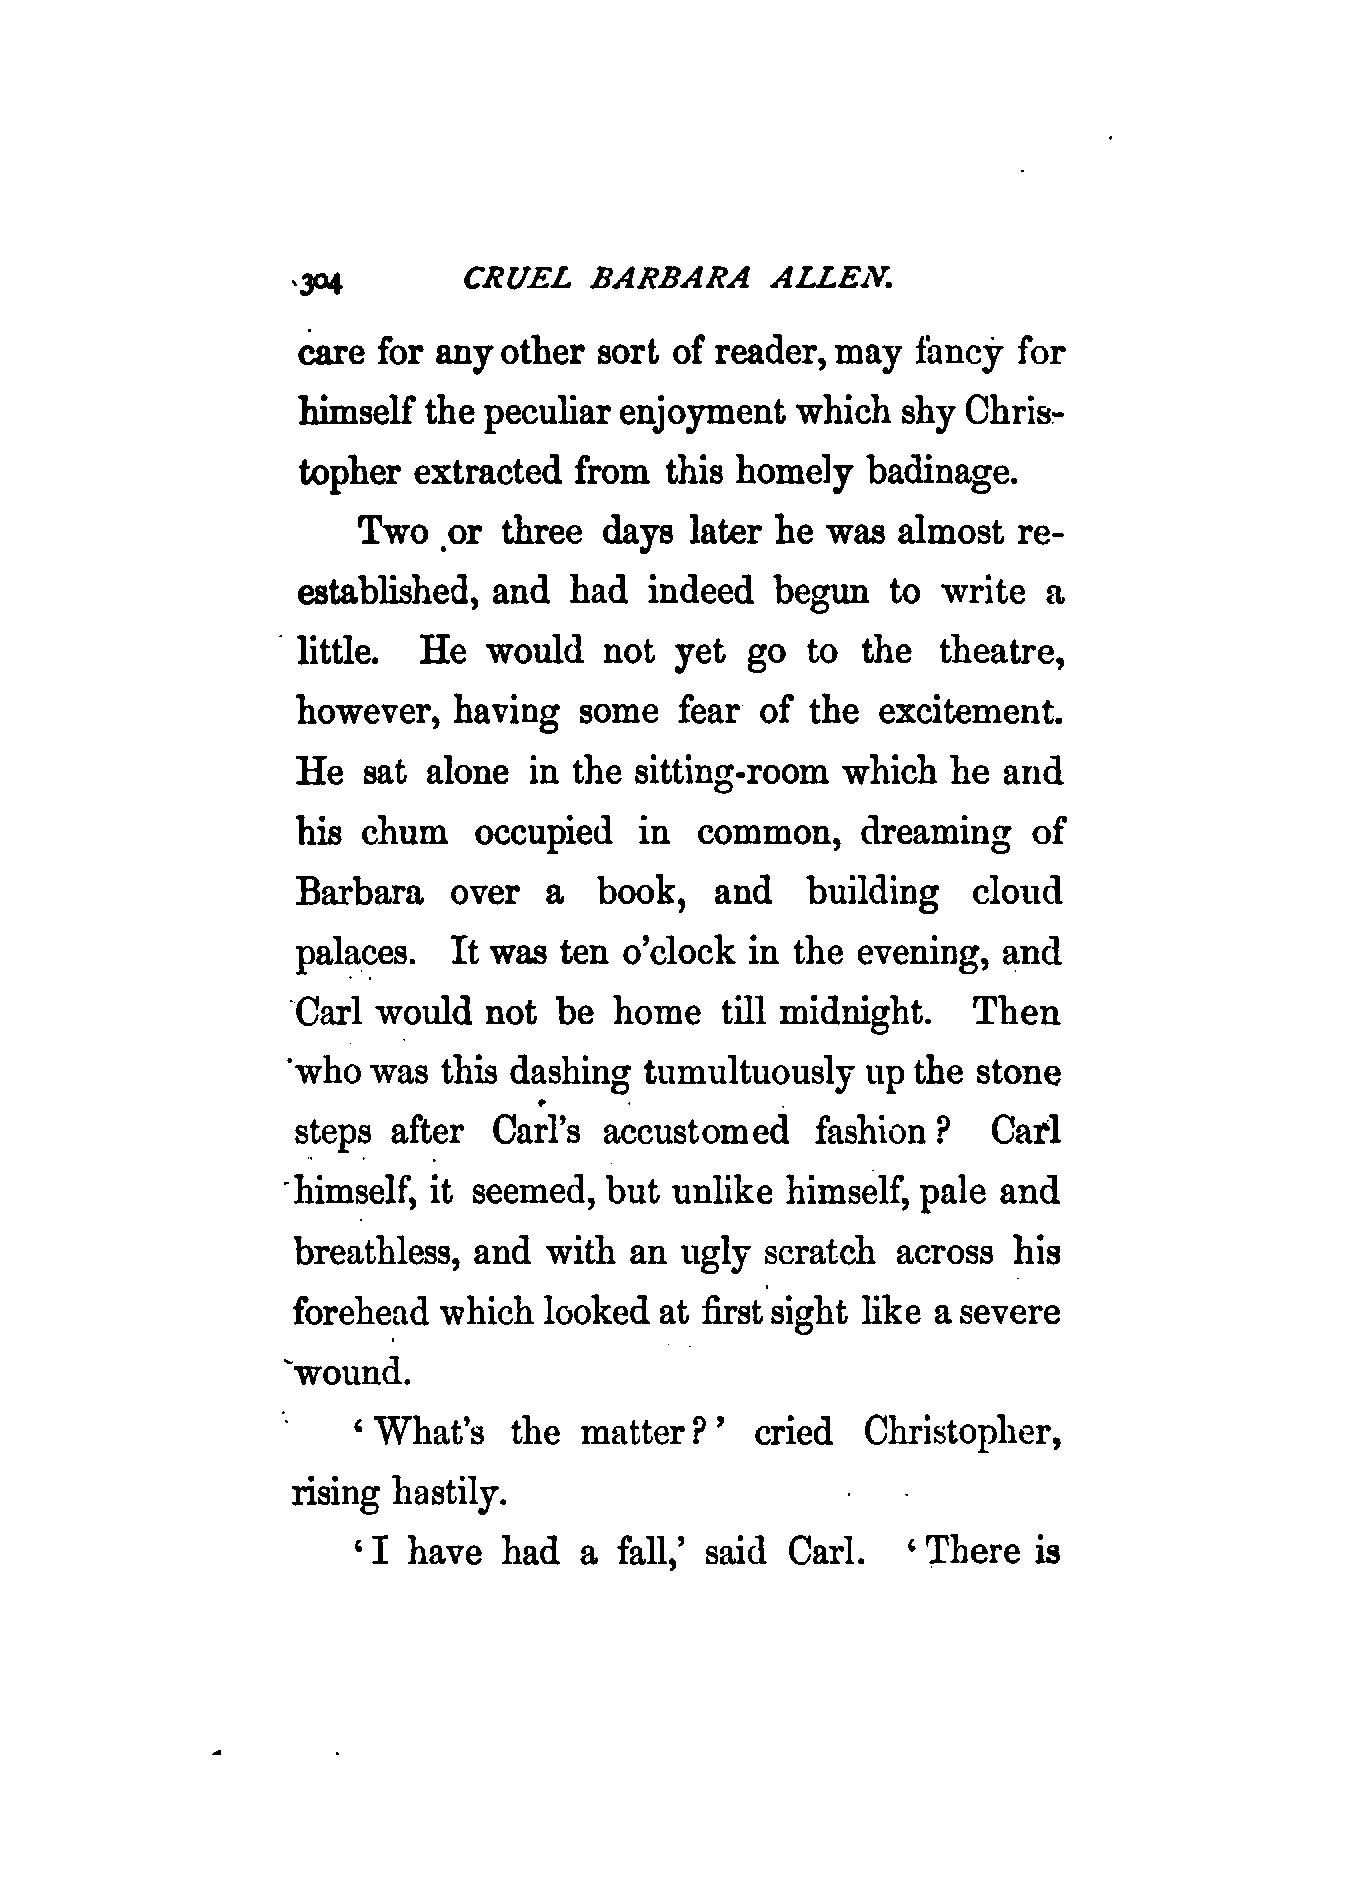 304 CRUEL BARBARA ALLEN.
care for any other sort of reader, may fancy for
himself the peculiar enjoyment which shy Chris-
topher extracted from this homely badinage.
Two or three days later he was almost re-
established, and had indeed begun to write a
little. He would not yet go to the theatre,
however, having some fear of the excitement.
He sat alone in the sitting-room which he and
his chum occupied in common, dreaming of
Barbara over a book, and building cloud
palaces. It was ten o'clock in the evening, and
Carl would not be home till midnight. Then
who was this dashing tumultuously up the stone
steps after Carl's accustomed fashion? Carl
himself, it seemed, but unlike himself, pale and
breathless, and with an ugly scratch across his
forehead which looked at first sight like a severe
wound.
‘What's the matter?’ cried Christopher,
rising hastily.
‘I have had a fall,’ said Carl. ‘There is